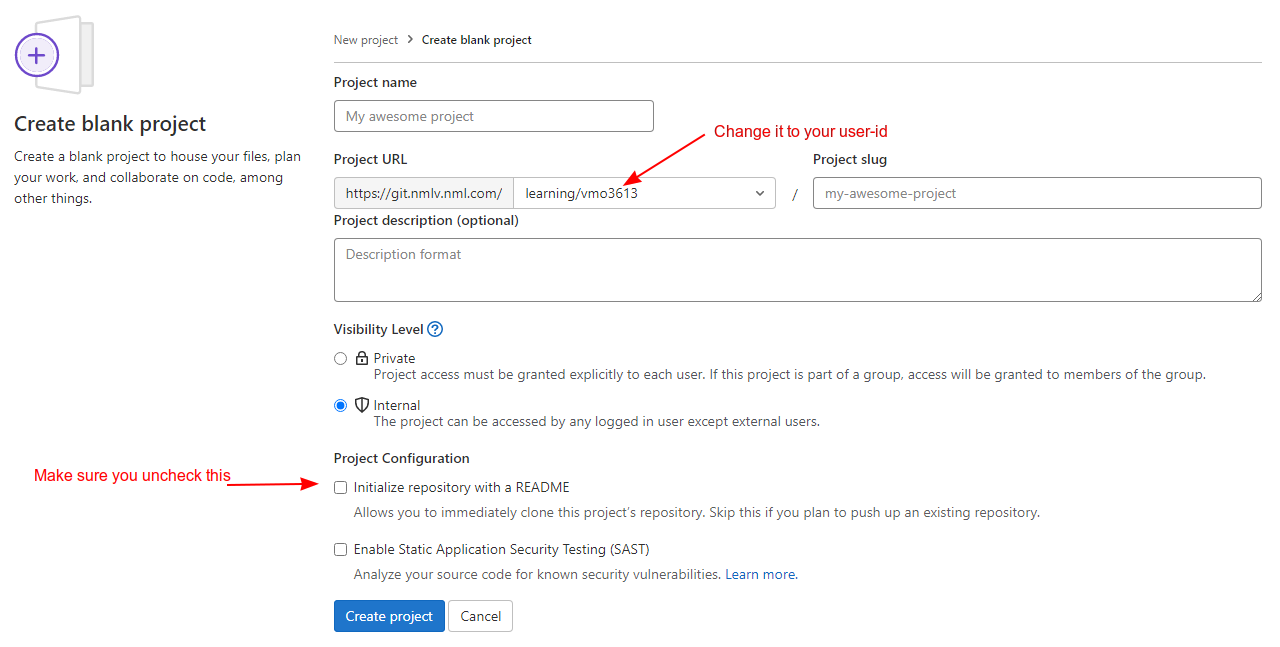 New project > Create blank project
Create blank project
Create a blank project to house your files, plan
your work, and collaborate on code, among
other things.
Project name
My awesome project
Change it to your user-id
Project URL
Project slug
https://git.nmlv.nml.com/ learning/vmo3613 / my-awesome-project
Project description (optional)
Description format
Visibility Level ?
Private
Project access must be granted explicitly to each user. If this project is part of a group, access will be granted to members of the group.
Internal
The project can be accessed by any logged in user except external users.
Project Configuration
Make sure you uncheck this
Initialize repository with a README
Allows you to immediately clone this project's repository. Skip this if you plan to push up an existing repository.
Enable Static Application Security Testing (SAST)
Analyze your source code for known security vulnerabilities. Learn more.
Create project Cancel